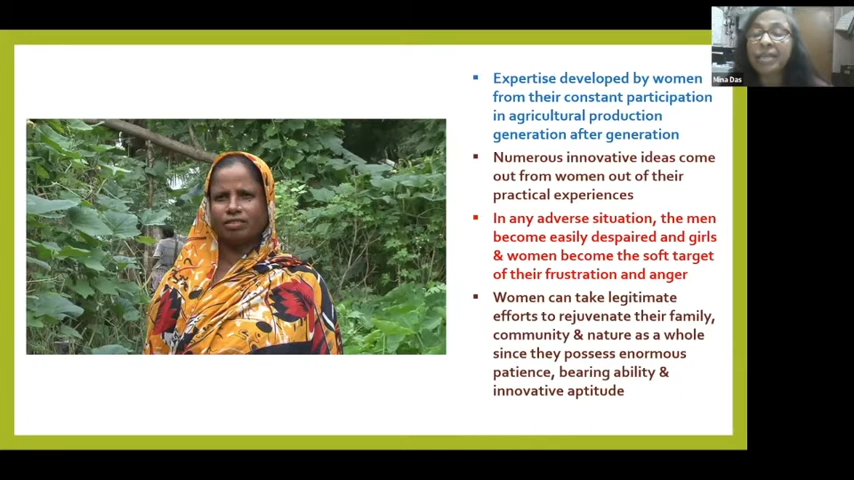 Expertise developed by women
from their constant participation
in agricultural production
generation after generation
Numerous innovative ideas come
out from women out of their
practical experiences
In any adverse situation, the men
become easily despaired and girls
& women become the soft target
of their frustration and anger
Women can take legitimate
efforts to rejuvenate their family,
community & nature as a whole
since they possess enormous
patience, bearing ability &
innovative aptitude
Mina Das